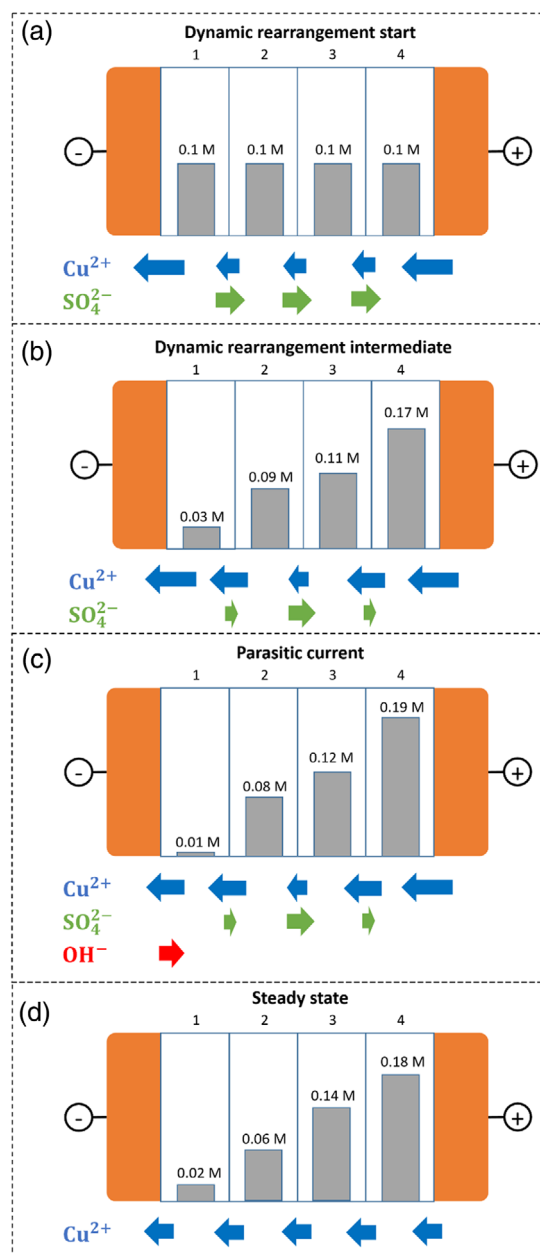 (a)
Dynamic rearrangement start
1 2 3 4
0.1 M 0.1 M 0.1 M 0.1 M
- +
Cu²⁺
SO₄²⁻
(b)
Dynamic rearrangement intermediate
1 2 3 4
0.17 M
0.09 M 0.11 M
0.03 M
- +
Cu²⁺
SO₄²⁻
(c)
Parasitic current
1 2 3 4
0.19 M
0.12 M
0.08 M
0.01 M
- +
Cu²⁺
SO₄²⁻
OH⁻
(d)
Steady state
1 2 3 4
0.18 M
0.14 M
0.06 M
0.02 M
- +
Cu²⁺